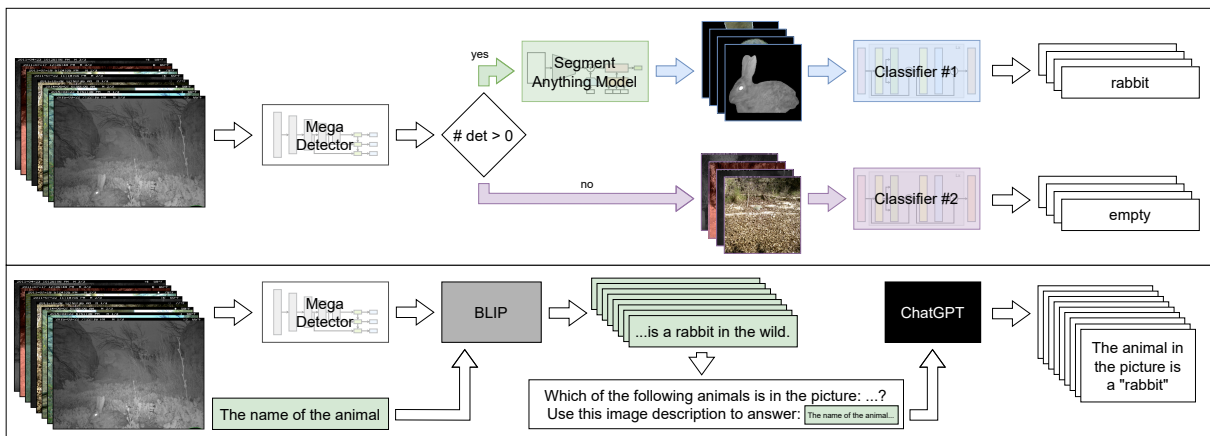 yes
Segment
Anything Model
Classifier #1
rabbit
Mega
Detector
# det > 0
no
Classifier #2
empty
Mega
Detector
BLIP
...is a rabbit in the wild.
ChatGPT
The animal in
the picture is
a "rabbit"
The name of the animal
Which of the following animals is in the picture: ...?
Use this image description to answer: The name of the animal...